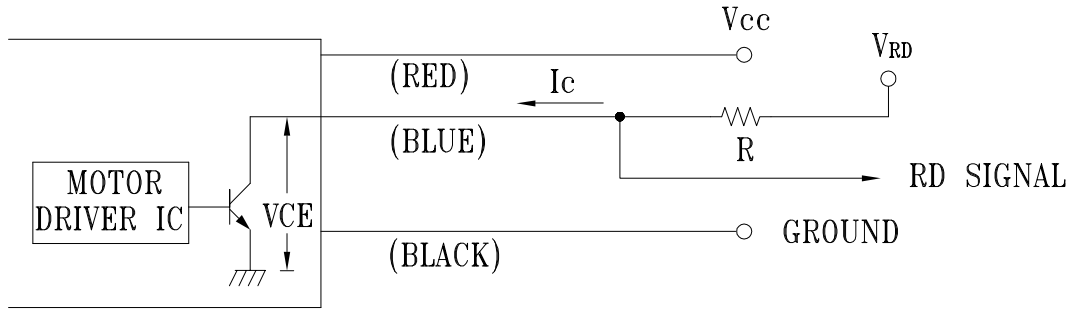 Vcc
VRD
(RED)
Ic
(BLUE)
R
MOTOR
DRIVER IC
VCE
RD SIGNAL
(BLACK)
GROUND